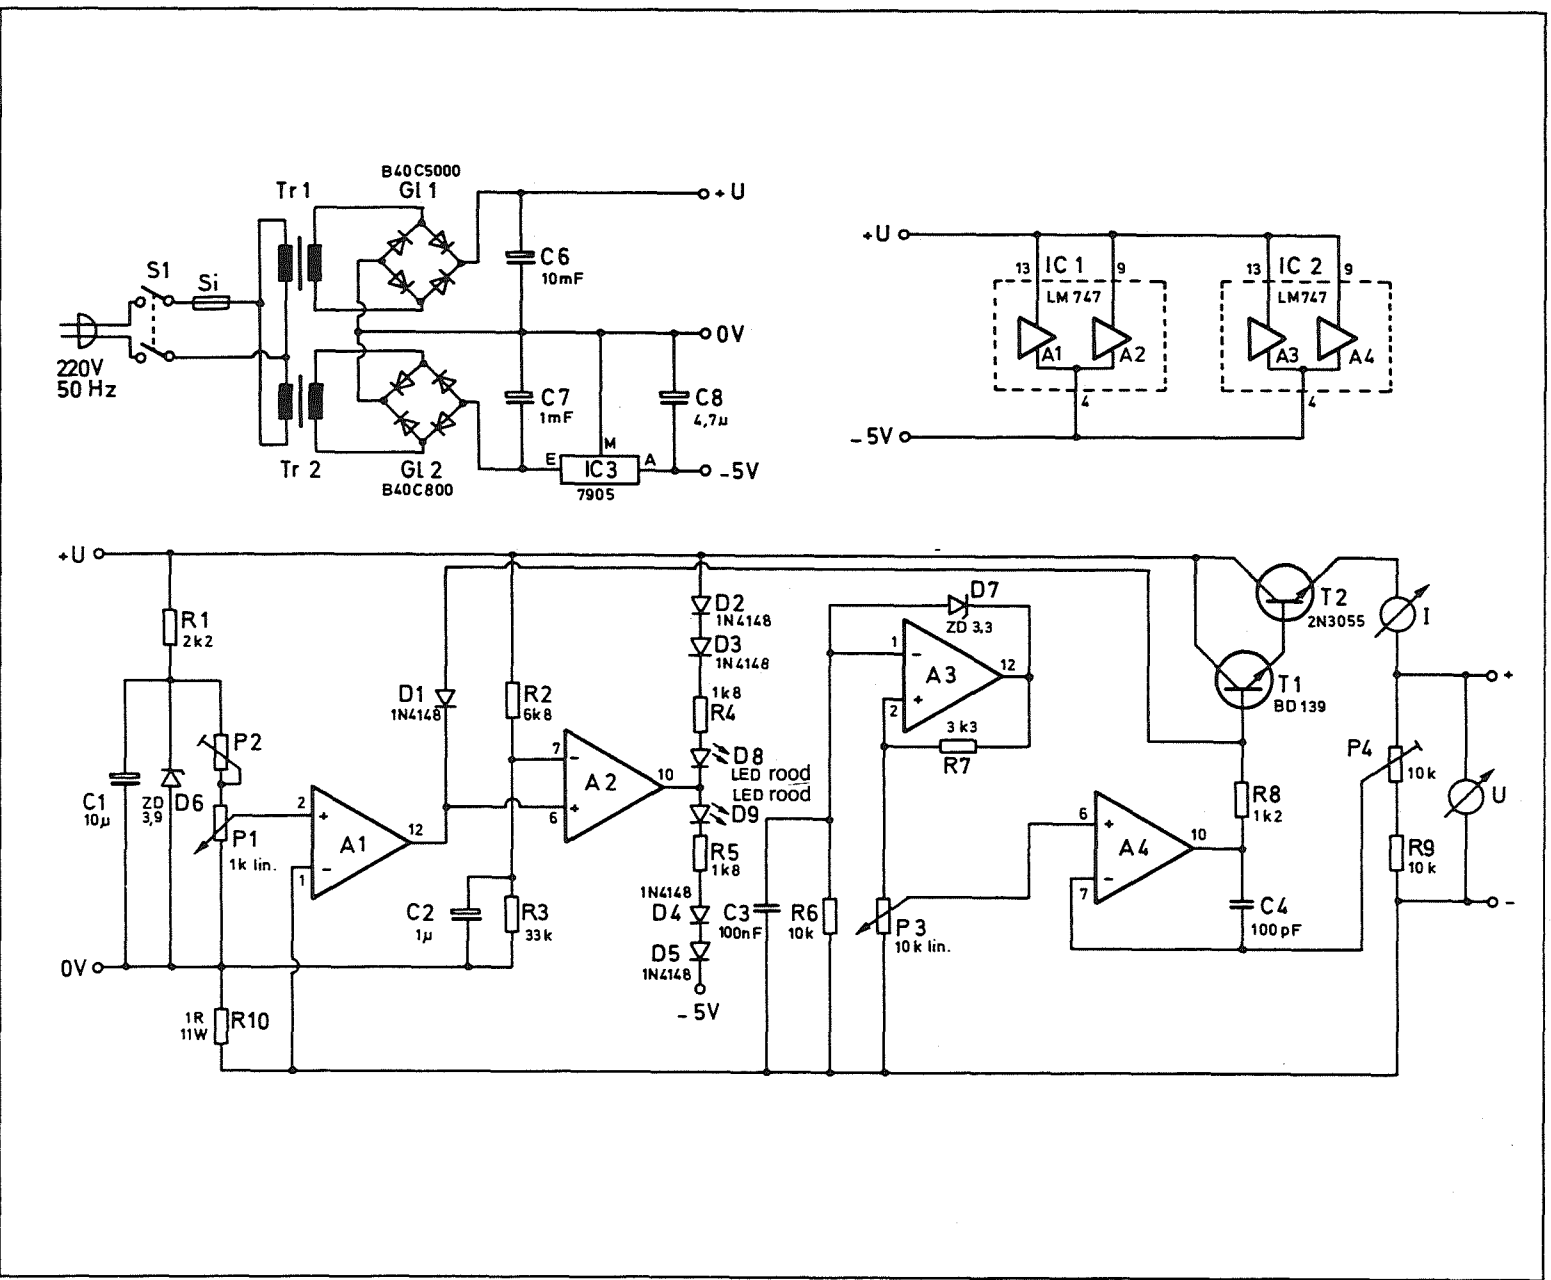 B40C5000
Tr 1
Gl 1
+ U
S1
Si
C6
10mF
220V
50 Hz
0V
C7
1mF
C8
4,7µ
M
E
IC3
A
7905
-5V
Tr 2
Gl 2
B40C800
+U
13
IC 1
9
LM 747
A1
A2
4
13
IC 2
9
LM747
A3
A4
4
-5V
+U
R1
2k2
D1
1N4148
R2
6k8
D2
1N4148
D3
1N4148
1k8
R4
D8
LED rood
LED rood
D9
R5
1k8
1N4148
D4
D5
1N4148
- 5V
P2
C1
10µ
ZD
3,9
D6
P1
1k lin.
2
+
A1
-
1
12
7
-
A2
+
6
10
C2
1µ
R3
33k
0V
1R
11W
R10
D7
ZD 3,3
1
-
A3
+
2
12
3k3
R7
C3
100nF
R6
10k
P3
10k lin.
T2
2N3055
T1
BD 139
I
+
P4
10k
U
R8
1k2
6
+
A4
-
7
10
C4
100pF
R9
10k
-